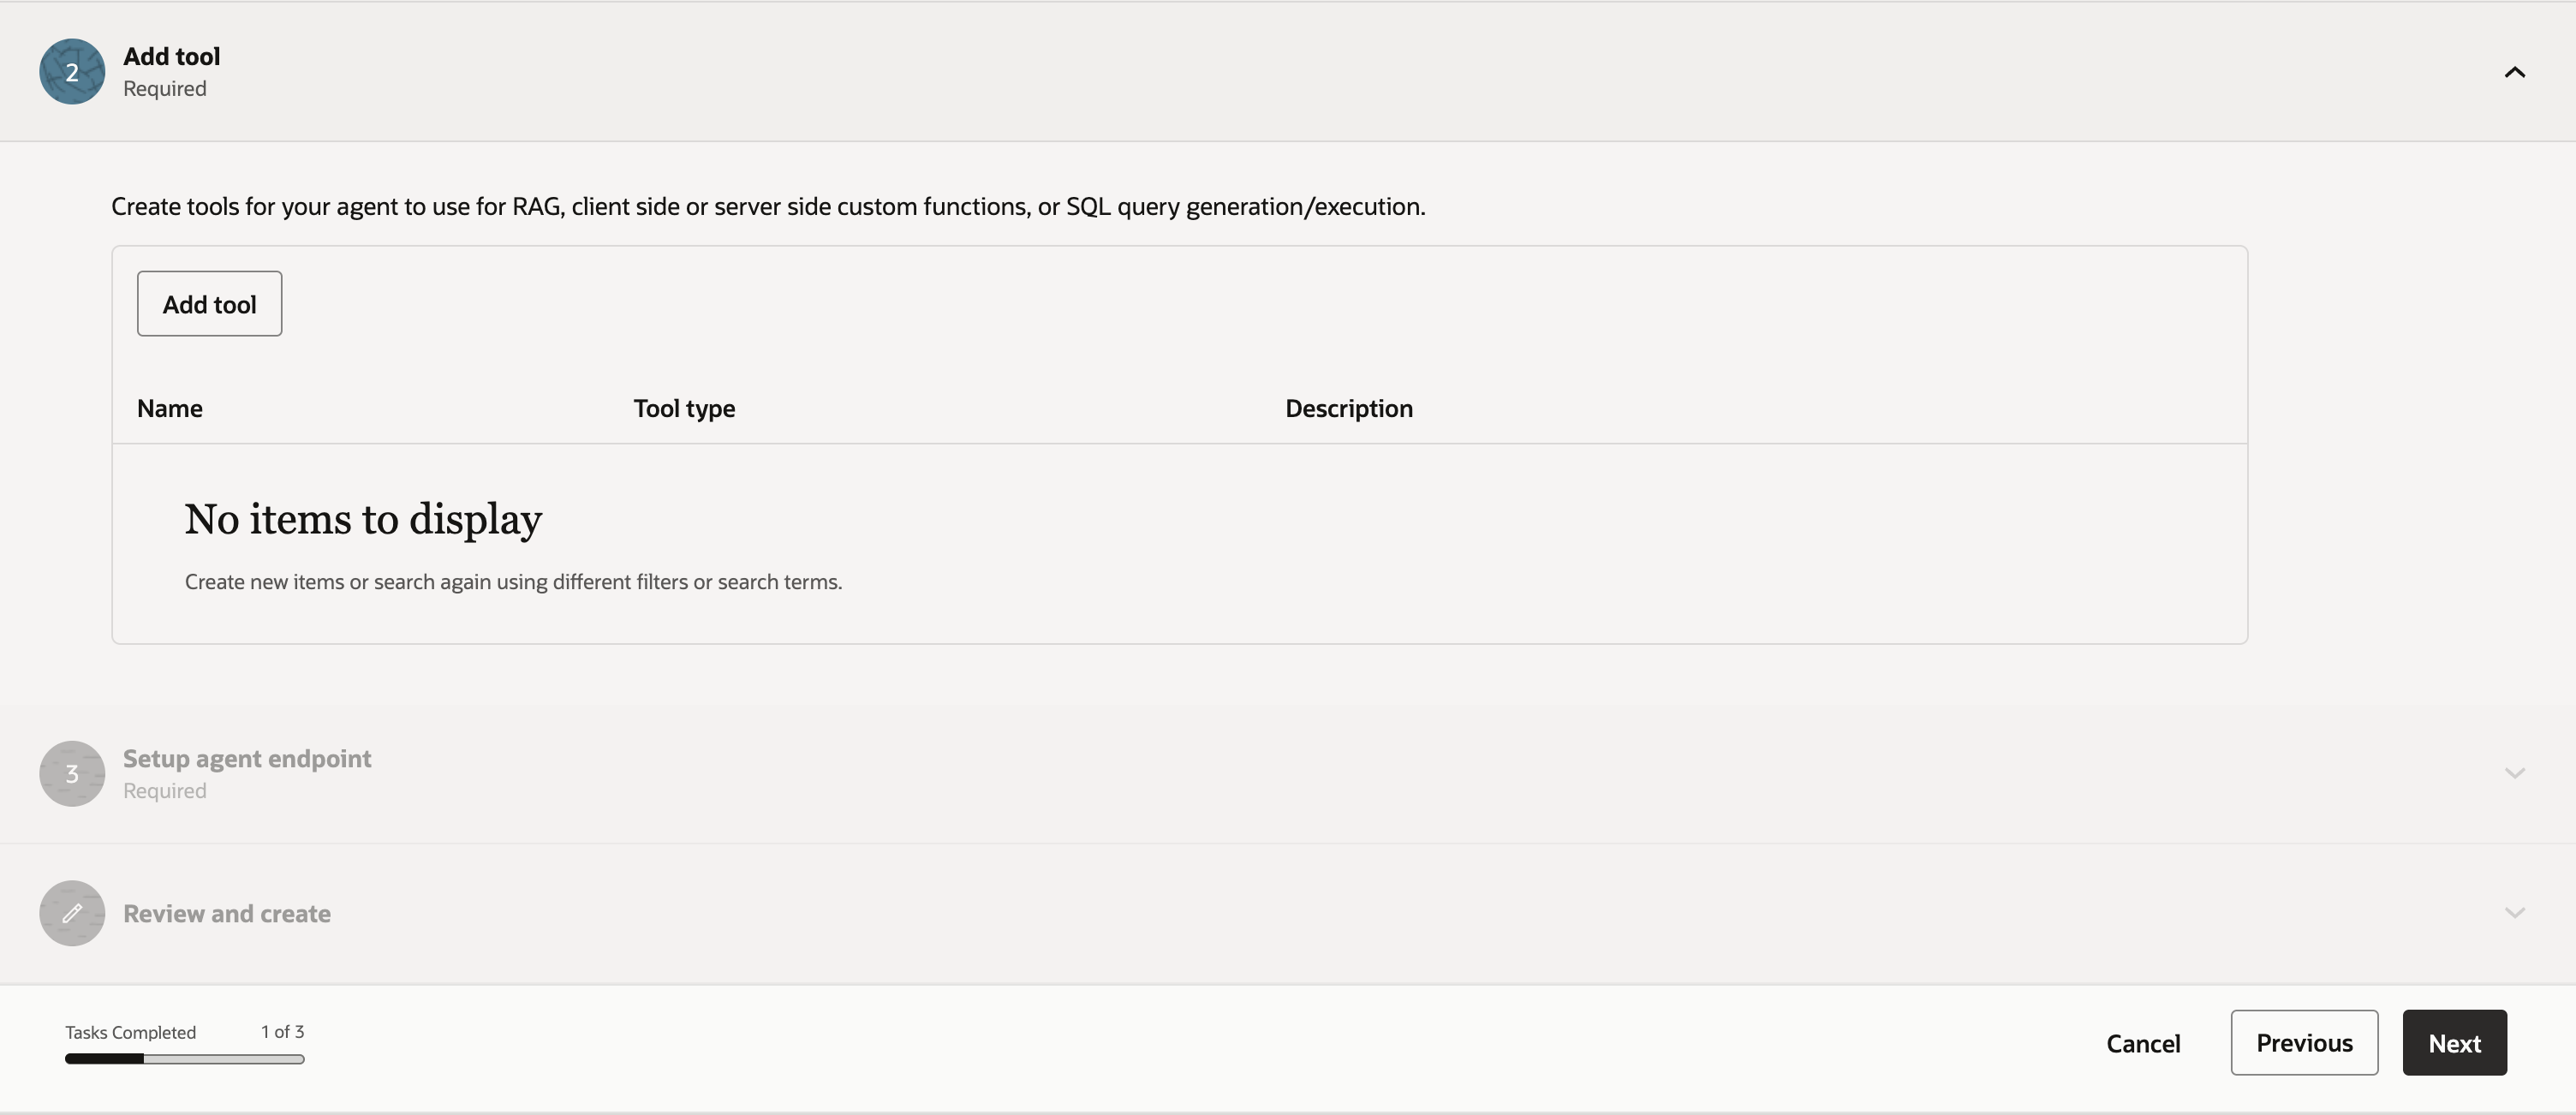 2
Add tool
Required
Create tools for your agent to use for RAG, client side or server side custom functions, or SQL query generation/execution.
Add tool
Name Tool type Description
No items to display
Create new items or search again using different filters or search terms.
3
Setup agent endpoint
Required
Review and create
Tasks Completed 1 of 3
Cancel Previous Next